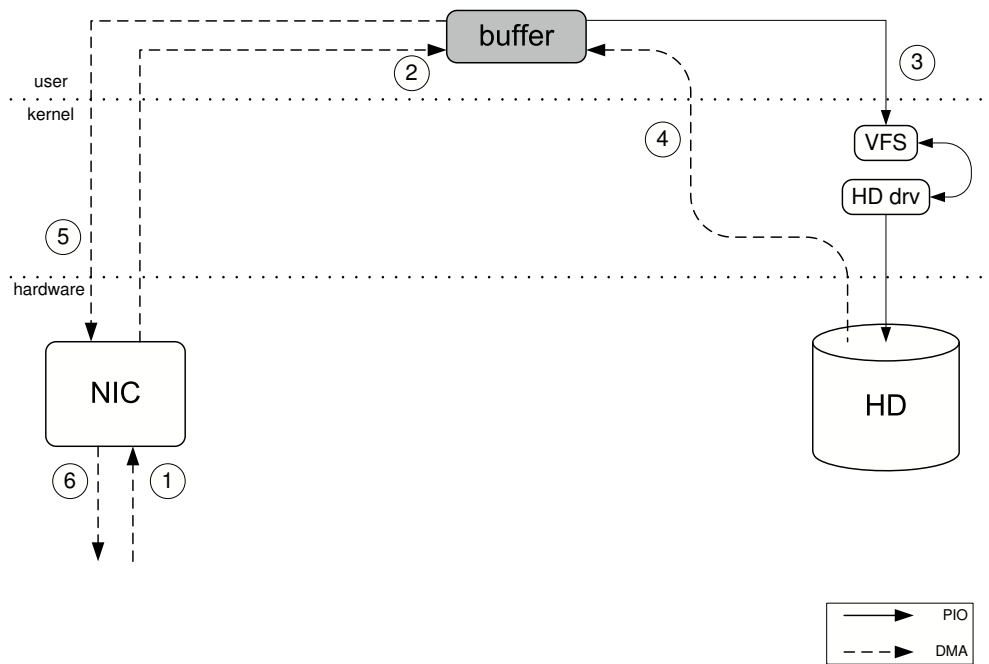 buffer
2
3
user
kernel
4
VFS
HD drv
5
hardware
NIC
HD
6
1
PIO
DMA